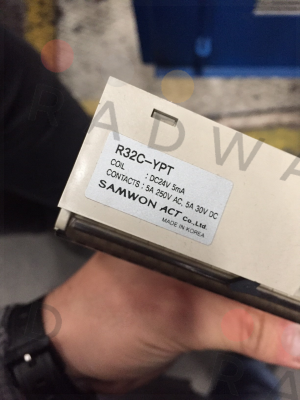 R32C-YPT
COIL : DC24V 5mA
CONTACTS : 5A 250V AC, 5A 30V DC
SAMWON ACT Co.,Ltd.
MADE IN KOREA
RADWA